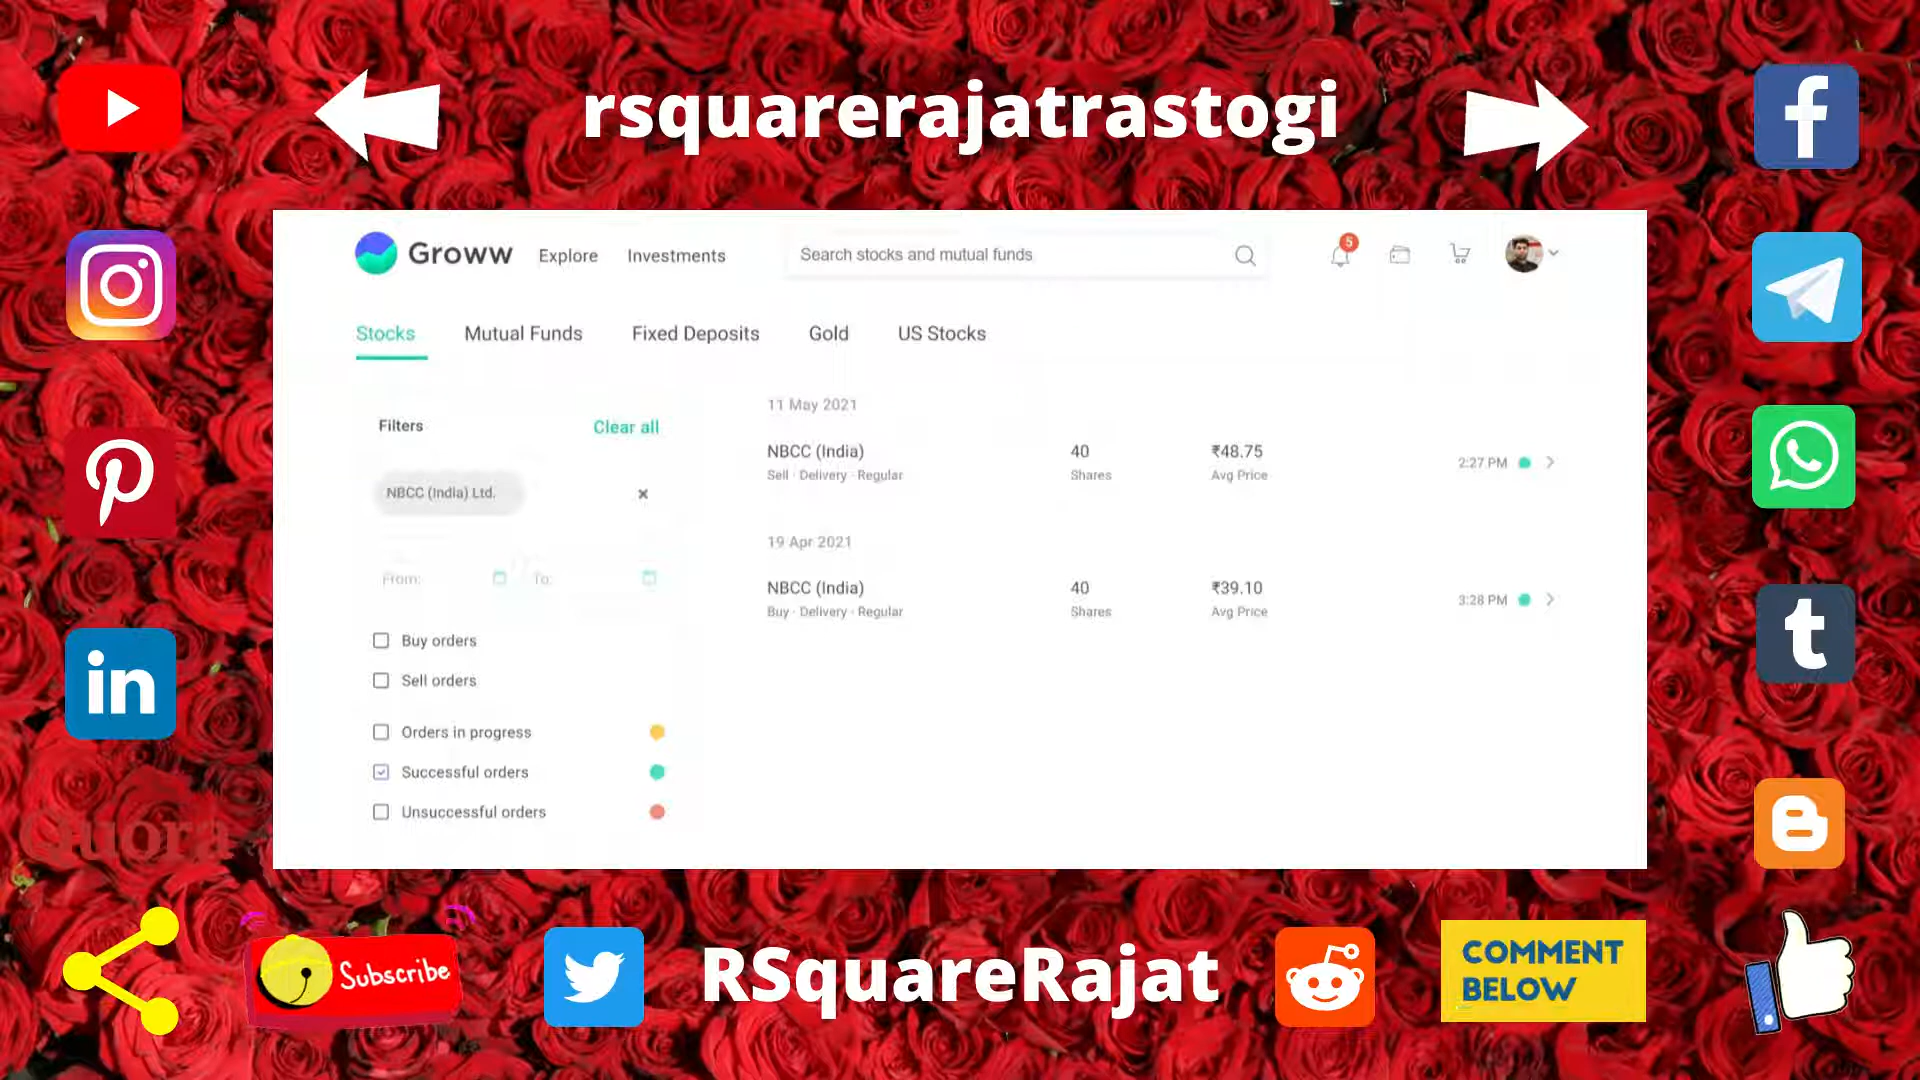 rsquarerajatrastogi
Groww
Explore
Investments
Search stocks and mutual funds
5
Stocks
Mutual Funds
Fixed Deposits
Gold
US Stocks
Filters
Clear all
NBCC (India) Ltd.
From:
To:
Buy orders
Sell orders
Orders in progress
Successful orders
Unsuccessful orders
11 May 2021
NBCC (India) 40 ₹48.75
Sell · Delivery · Regular Shares Avg Price
2:27 PM
19 Apr 2021
NBCC (India) 40 ₹39.10
Buy · Delivery · Regular Shares Avg Price
3:28 PM
in
Quora
Subscribe
RSquareRajat
COMMENT
BELOW